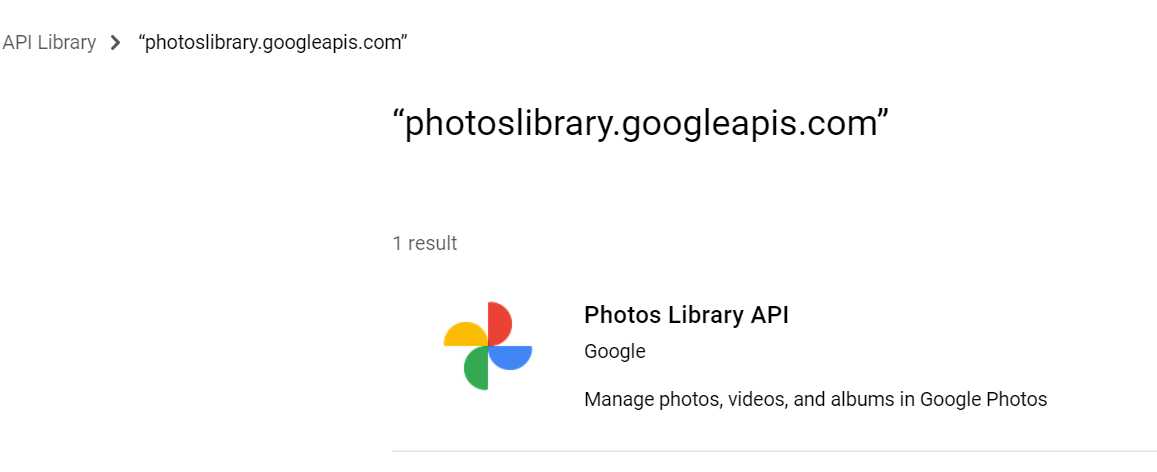 API Library > “photoslibrary.googleapis.com”
“photoslibrary.googleapis.com”
1 result
Photos Library API
Google
Manage photos, videos, and albums in Google Photos